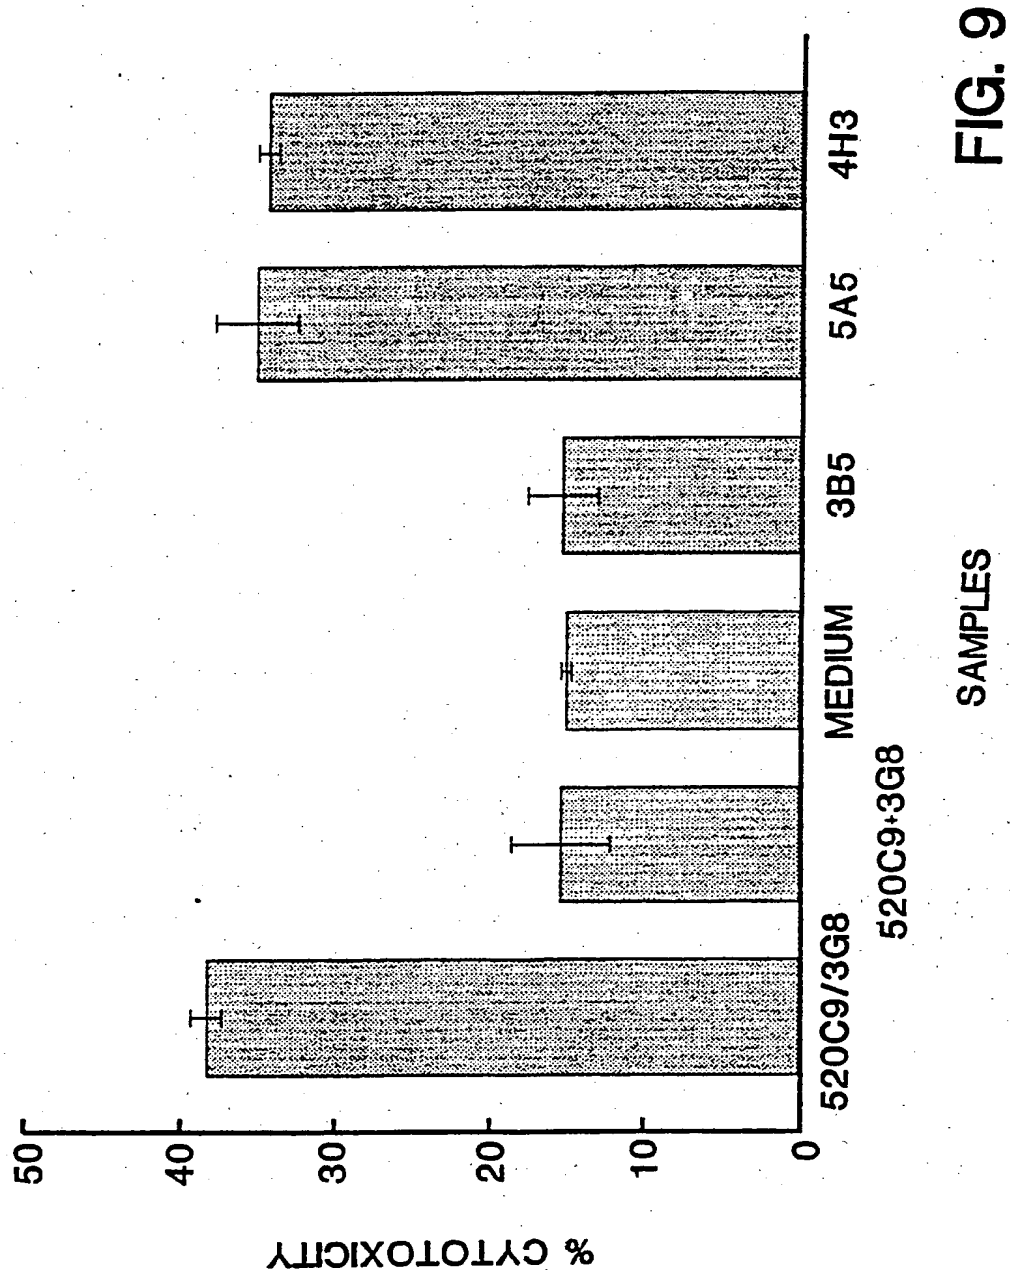 % CYTOTOXICITY
50
40
30
20
10
0
520C9/3G8
520C9+3G8
MEDIUM
3B5
5A5
4H3
SAMPLES
FIG. 9